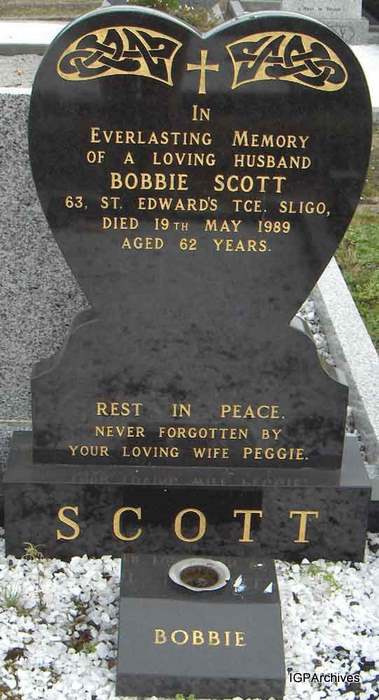 IN
EVERLASTING MEMORY
OF A LOVING HUSBAND
BOBBIE SCOTT
63, ST. EDWARD'S TCE. SLIGO,
DIED 19TH MAY 1989
AGED 62 YEARS.
REST IN PEACE.
NEVER FORGOTTEN BY
YOUR LOVING WIFE PEGGIE.
SCOTT
BOBBIE
IGPArchives